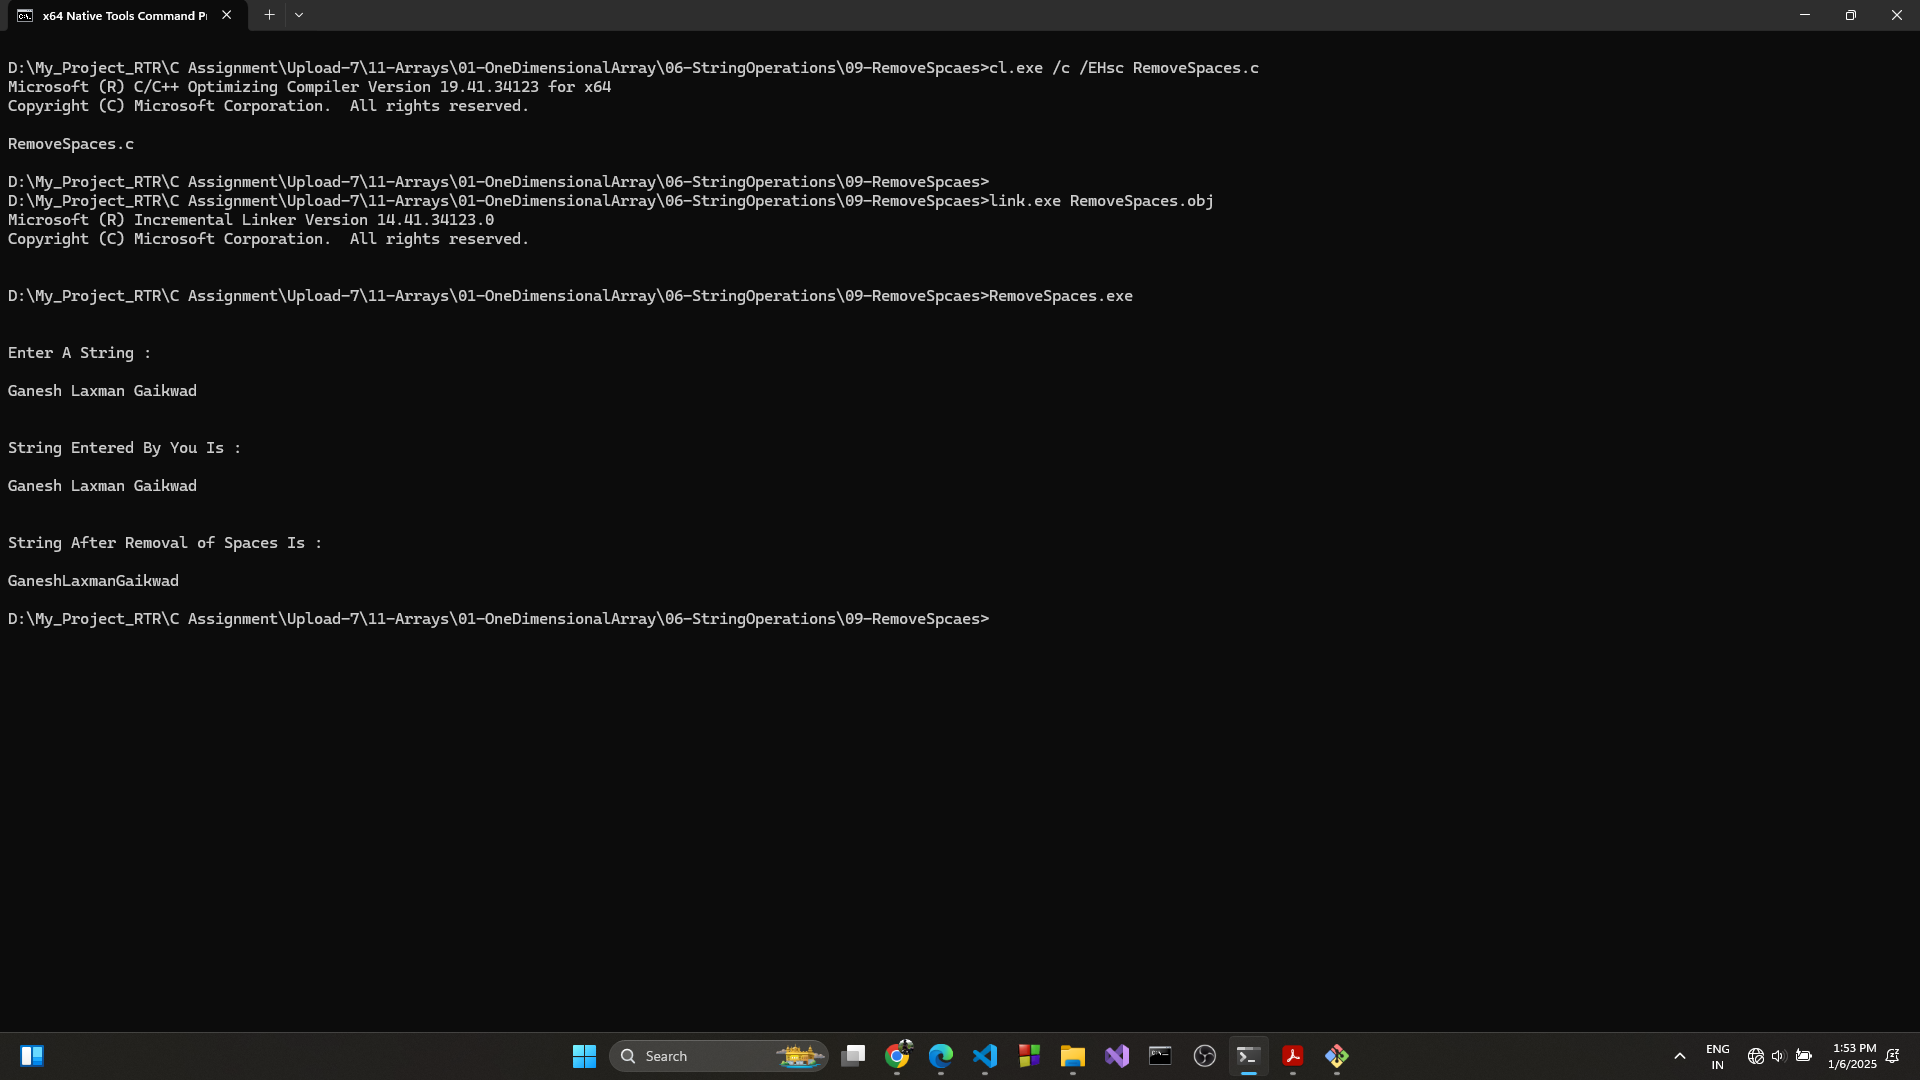 x64 Native Tools Command Pr
D:\My_Project_RTR\C Assignment\Upload-7\11-Arrays\01-OneDimensionalArray\06-StringOperations\09-RemoveSpcaes>cl.exe /c /EHsc RemoveSpaces.c
Microsoft (R) C/C++ Optimizing Compiler Version 19.41.34123 for x64
Copyright (C) Microsoft Corporation.  All rights reserved.
RemoveSpaces.c
D:\My_Project_RTR\C Assignment\Upload-7\11-Arrays\01-OneDimensionalArray\06-StringOperations\09-RemoveSpcaes>
D:\My_Project_RTR\C Assignment\Upload-7\11-Arrays\01-OneDimensionalArray\06-StringOperations\09-RemoveSpcaes>link.exe RemoveSpaces.obj
Microsoft (R) Incremental Linker Version 14.41.34123.0
Copyright (C) Microsoft Corporation.  All rights reserved.
D:\My_Project_RTR\C Assignment\Upload-7\11-Arrays\01-OneDimensionalArray\06-StringOperations\09-RemoveSpcaes>RemoveSpaces.exe
Enter A String :
Ganesh Laxman Gaikwad
String Entered By You Is :
Ganesh Laxman Gaikwad
String After Removal of Spaces Is :
GaneshLaxmanGaikwad
D:\My_Project_RTR\C Assignment\Upload-7\11-Arrays\01-OneDimensionalArray\06-StringOperations\09-RemoveSpcaes>
Search
ENG
IN
1:53 PM
1/6/2025